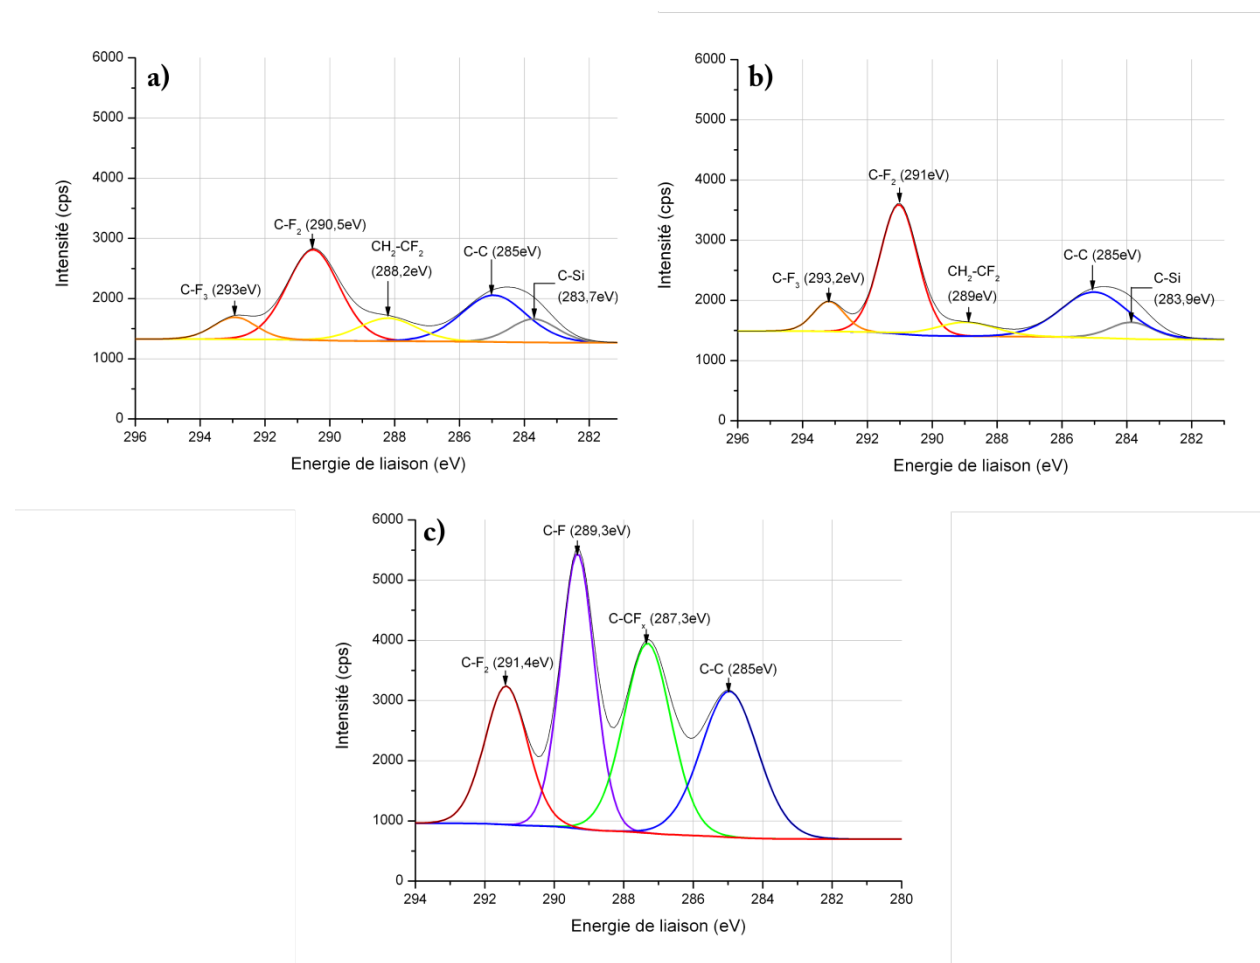 a)
Intensité (cps)
6000
5000
4000
3000
2000
1000
0
C-F3 (293eV)
C-F2 (290,5eV)
CH2-CF2
(288,2eV)
C-C (285eV)
C-Si
(283,7eV)
296 294 292 290 288 286 284 282
Energie de liaison (eV)
b)
Intensité (cps)
6000
5000
4000
3000
2000
1000
0
C-F3 (293,2eV)
C-F2 (291eV)
CH2-CF2
(289eV)
C-C (285eV)
C-Si
(283,9eV)
296 294 292 290 288 286 284 282
Energie de liaison (eV)
c)
Intensité (cps)
6000
5000
4000
3000
2000
1000
0
C-F2 (291,4eV)
C-F (289,3eV)
C-CFx (287,3eV)
C-C (285eV)
294 292 290 288 286 284 282 280
Energie de liaison (eV)